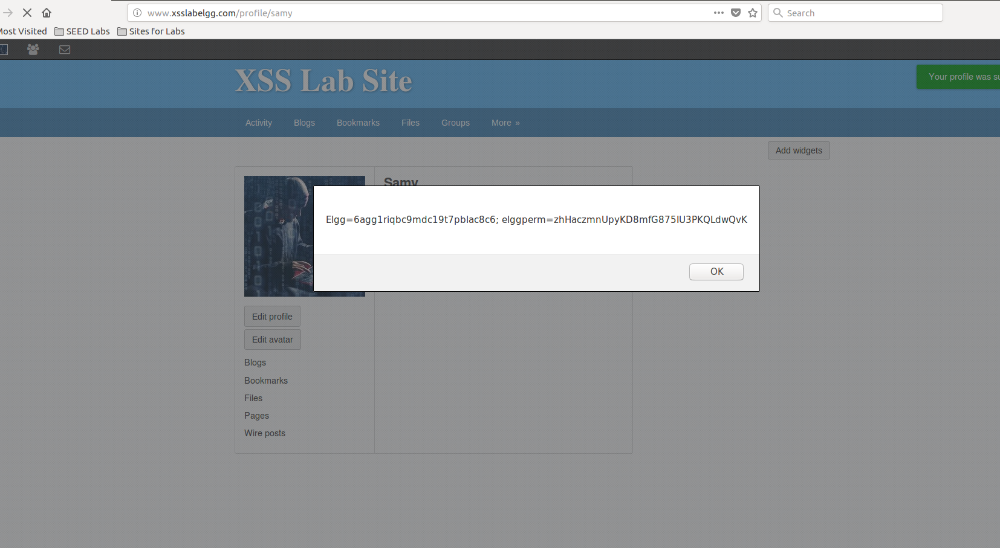 www.xsslabelgg.com/profile/samy
Search
Most Visited SEED Labs Sites for Labs
XSS Lab Site
Your profile was su
Activity Blogs Bookmarks Files Groups More »
Add widgets
Samy
Elgg=6agg1riqbc9mdc19t7pblac8c6; elggperm=zhHaczmnUpyKD8mfG875IU3PKQLdwQvK
OK
Edit profile
Edit avatar
Blogs
Bookmarks
Files
Pages
Wire posts